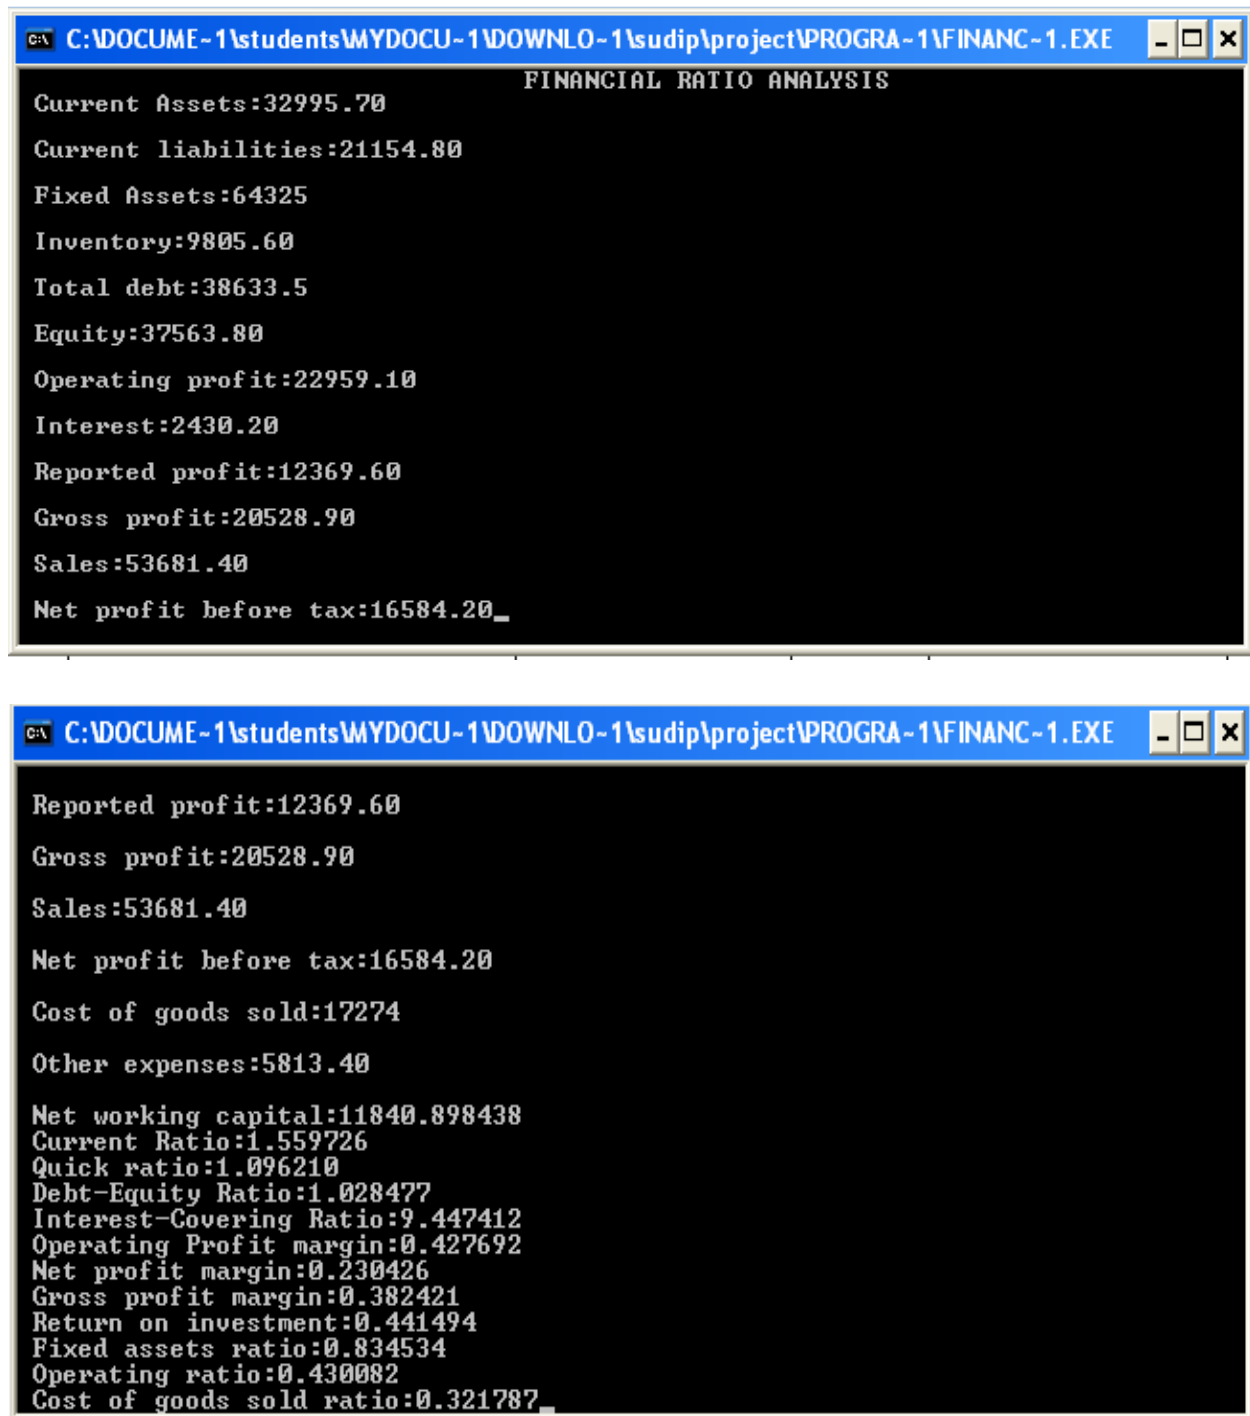 C:\DOCUME~1\students\MYDOCU~1\DOWNLO~1\sudip\project\PROGRA~1\FINANC~1.EXE
FINANCIAL RATIO ANALYSIS
Current Assets:32995.70
Current liabilities:21154.80
Fixed Assets:64325
Inventory:9805.60
Total debt:38633.5
Equity:37563.80
Operating profit:22959.10
Interest:2430.20
Reported profit:12369.60
Gross profit:20528.90
Sales:53681.40
Net profit before tax:16584.20_
C:\DOCUME~1\students\MYDOCU~1\DOWNLO~1\sudip\project\PROGRA~1\FINANC~1.EXE
Reported profit:12369.60
Gross profit:20528.90
Sales:53681.40
Net profit before tax:16584.20
Cost of goods sold:17274
Other expenses:5813.40
Net working capital:11840.898438
Current Ratio:1.559726
Quick ratio:1.096210
Debt-Equity Ratio:1.028477
Interest-Covering Ratio:9.447412
Operating Profit margin:0.427692
Net profit margin:0.230426
Gross profit margin:0.382421
Return on investment:0.441494
Fixed assets ratio:0.834534
Operating ratio:0.430082
Cost of goods sold ratio:0.321787_